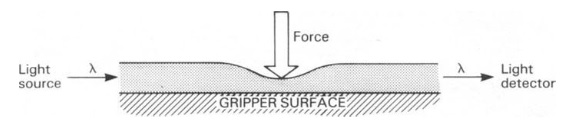 Force
Light
source
λ
λ
Light
detector
GRIPPER SURFACE